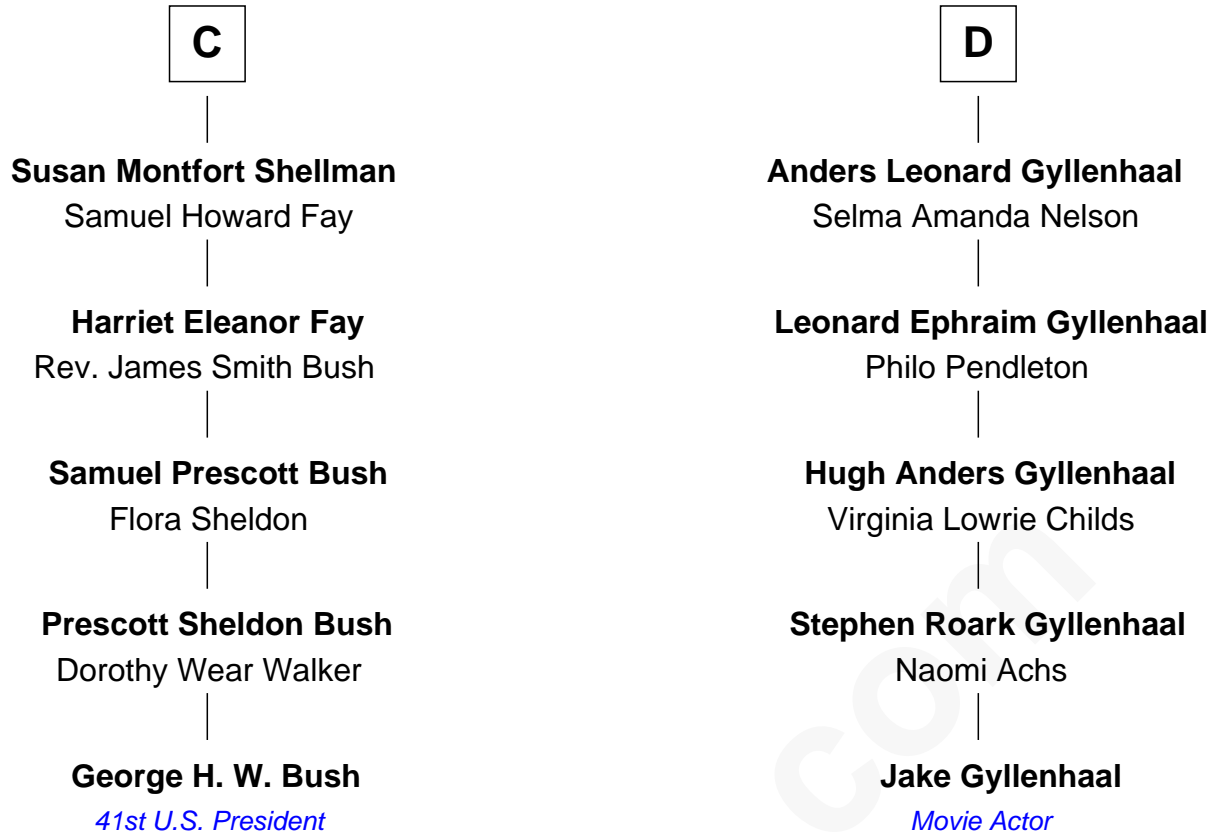 C
Susan Montfort Shellman
Samuel Howard Fay
Harriet Eleanor Fay
Rev. James Smith Bush
Samuel Prescott Bush
Flora Sheldon
Prescott Sheldon Bush
Dorothy Wear Walker
George H. W. Bush
41st U.S. President
D
Anders Leonard Gyllenhaal
Selma Amanda Nelson
Leonard Ephraim Gyllenhaal
Philo Pendleton
Hugh Anders Gyllenhaal
Virginia Lowrie Childs
Stephen Roark Gyllenhaal
Naomi Achs
Jake Gyllenhaal
Movie Actor
com